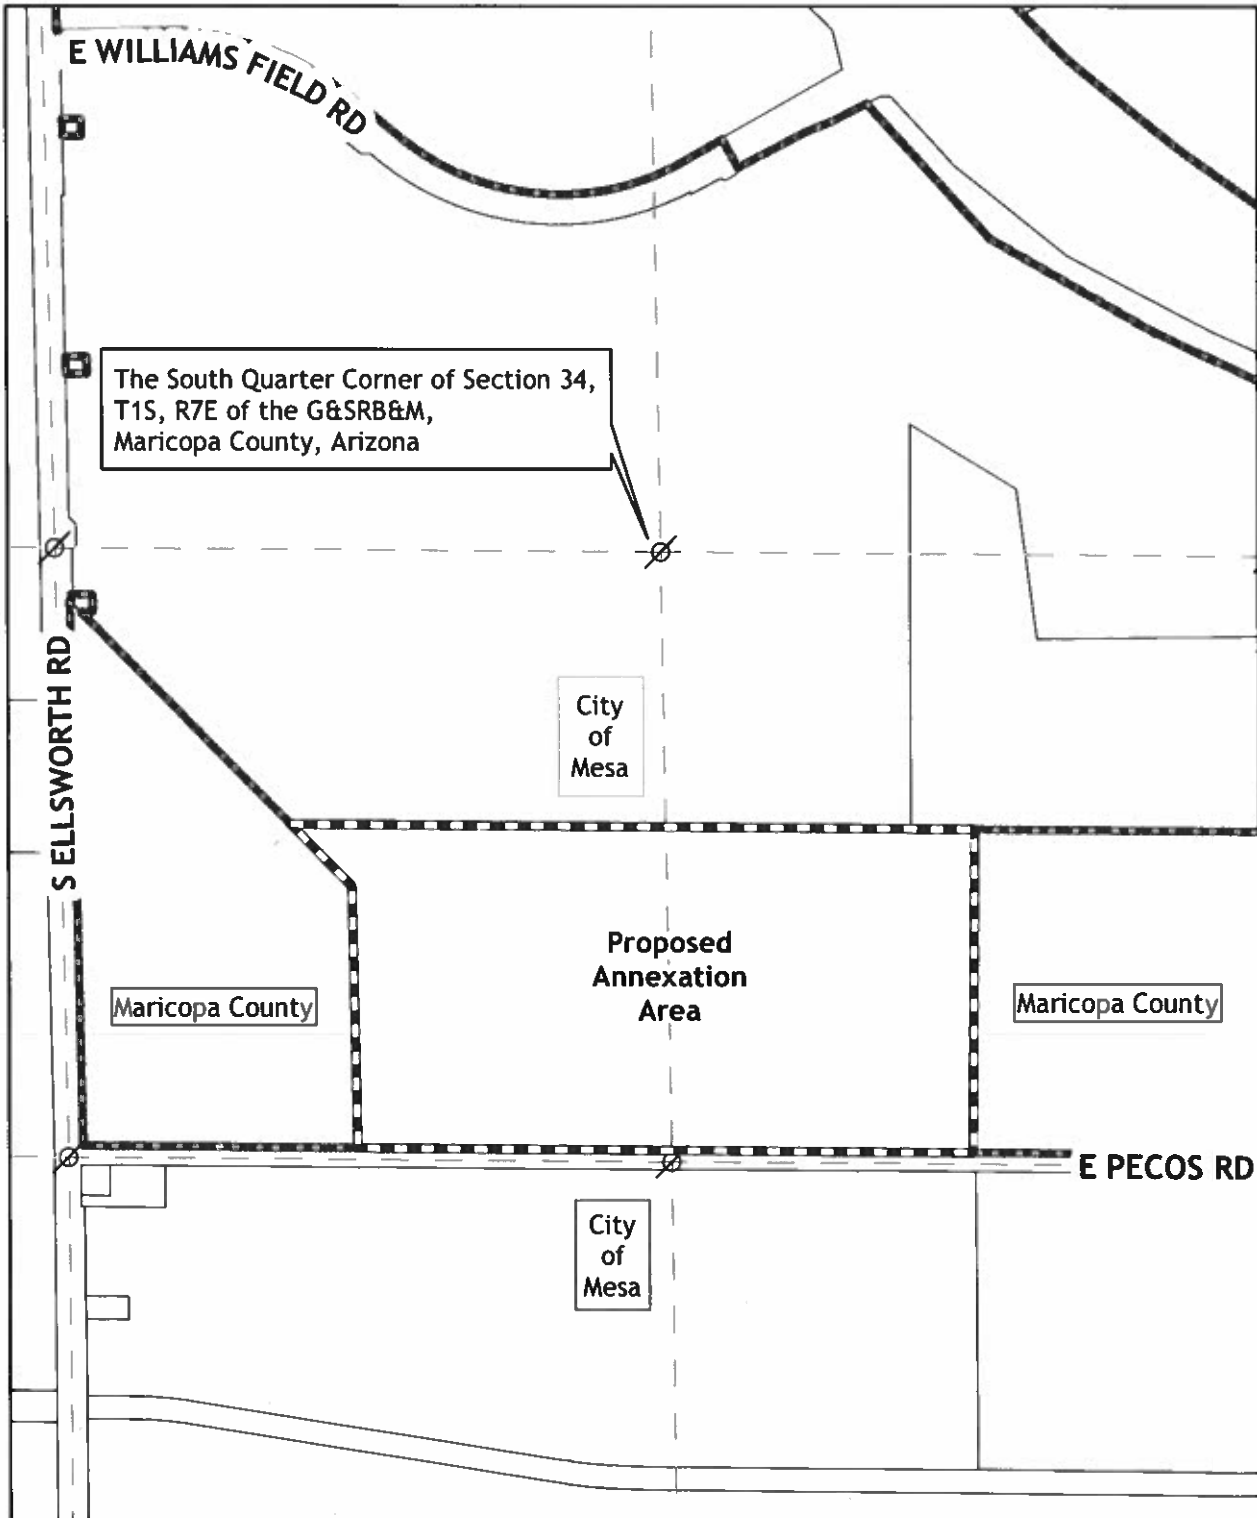 E WILLIAMS FIELD RD
The South Quarter Corner of Section 34,
T1S, R7E of the G&SRB&M,
Maricopa County, Arizona
S ELLSWORTH RD
City
of
Mesa
Proposed
Annexation
Area
Maricopa County
Maricopa County
E PECOS RD
City
of
Mesa